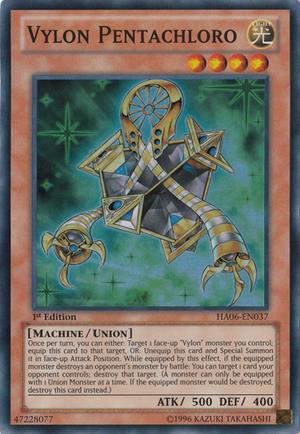 VYLON PENTACHLORO
LIGHT
光
1st Edition
HA06-EN037
[MACHINE/UNION]
Once per turn, you can either: Target 1 face-up "Vylon" monster you control;
equip this card to that target, OR: Unequip this card and Special Summon
it in face-up Attack Position. While equipped by this effect, if the equipped
monster destroys an opponent's monster by battle: You can target 1 card your
opponent controls; destroy that target. (A monster can only be equipped
with 1 Union Monster at a time. If the equipped monster would be destroyed,
destroy this card instead.)
ATK/ 500 DEF/ 400
47228077
©1996 KAZUKI TAKAHASHI